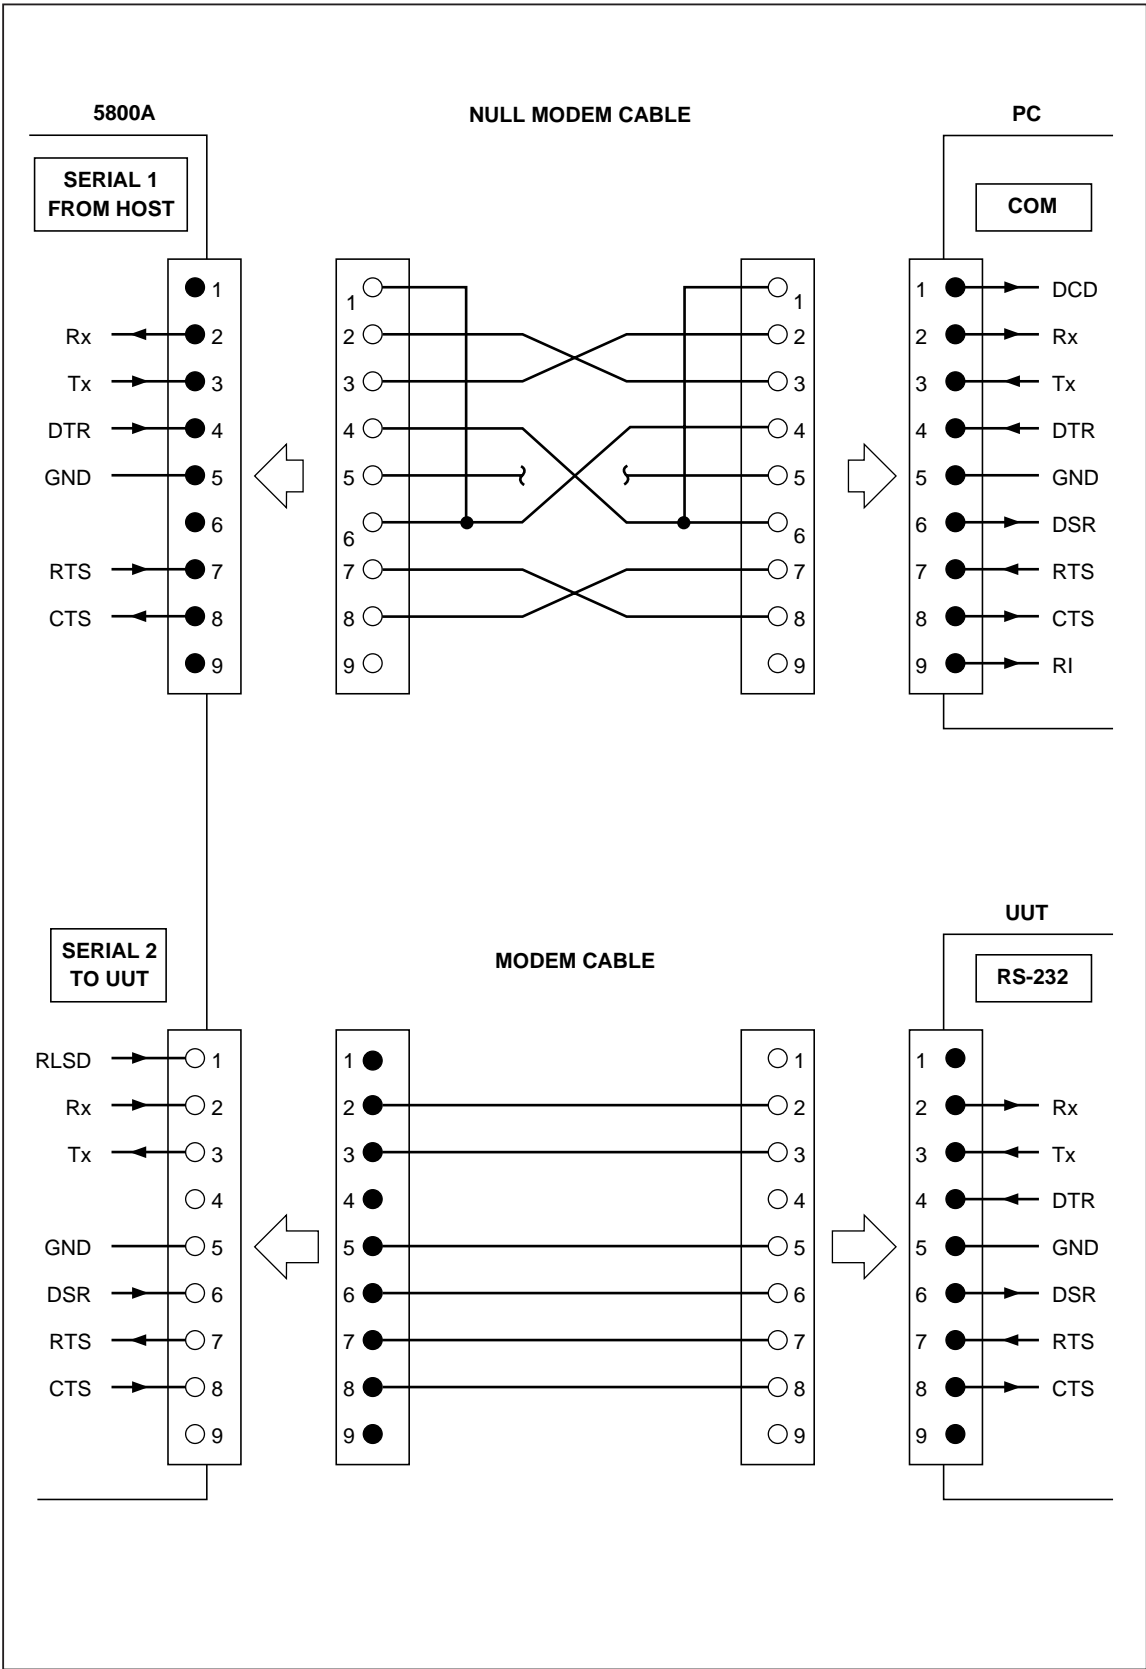 5800A
NULL MODEM CABLE
PC
SERIAL 1
FROM HOST
COM
1
1
1
1
DCD
Rx
2
2
2
2
Rx
Tx
3
3
3
3
Tx
DTR
4
4
4
4
DTR
GND
5
5
5
5
GND
6
6
6
6
DSR
RTS
7
7
7
7
RTS
CTS
8
8
8
8
CTS
9
9
9
9
RI
UUT
SERIAL 2
TO UUT
MODEM CABLE
RS-232
RLSD
1
1
1
1
Rx
2
2
2
2
Rx
Tx
3
3
3
3
Tx
4
4
4
4
DTR
GND
5
5
5
5
GND
DSR
6
6
6
6
DSR
RTS
7
7
7
7
RTS
CTS
8
8
8
8
CTS
9
9
9
9